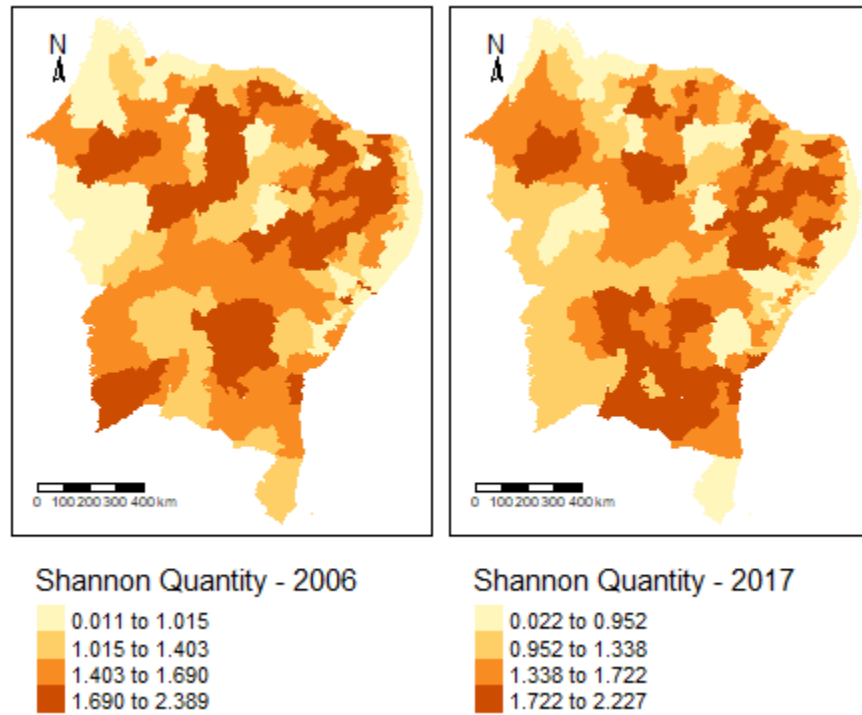 N
0 100 200 300 400 km
N
0 100 200 300 400 km
Shannon Quantity - 2006
0.011 to 1.015
1.015 to 1.403
1.403 to 1.690
1.690 to 2.389
Shannon Quantity - 2017
0.022 to 0.952
0.952 to 1.338
1.338 to 1.722
1.722 to 2.227